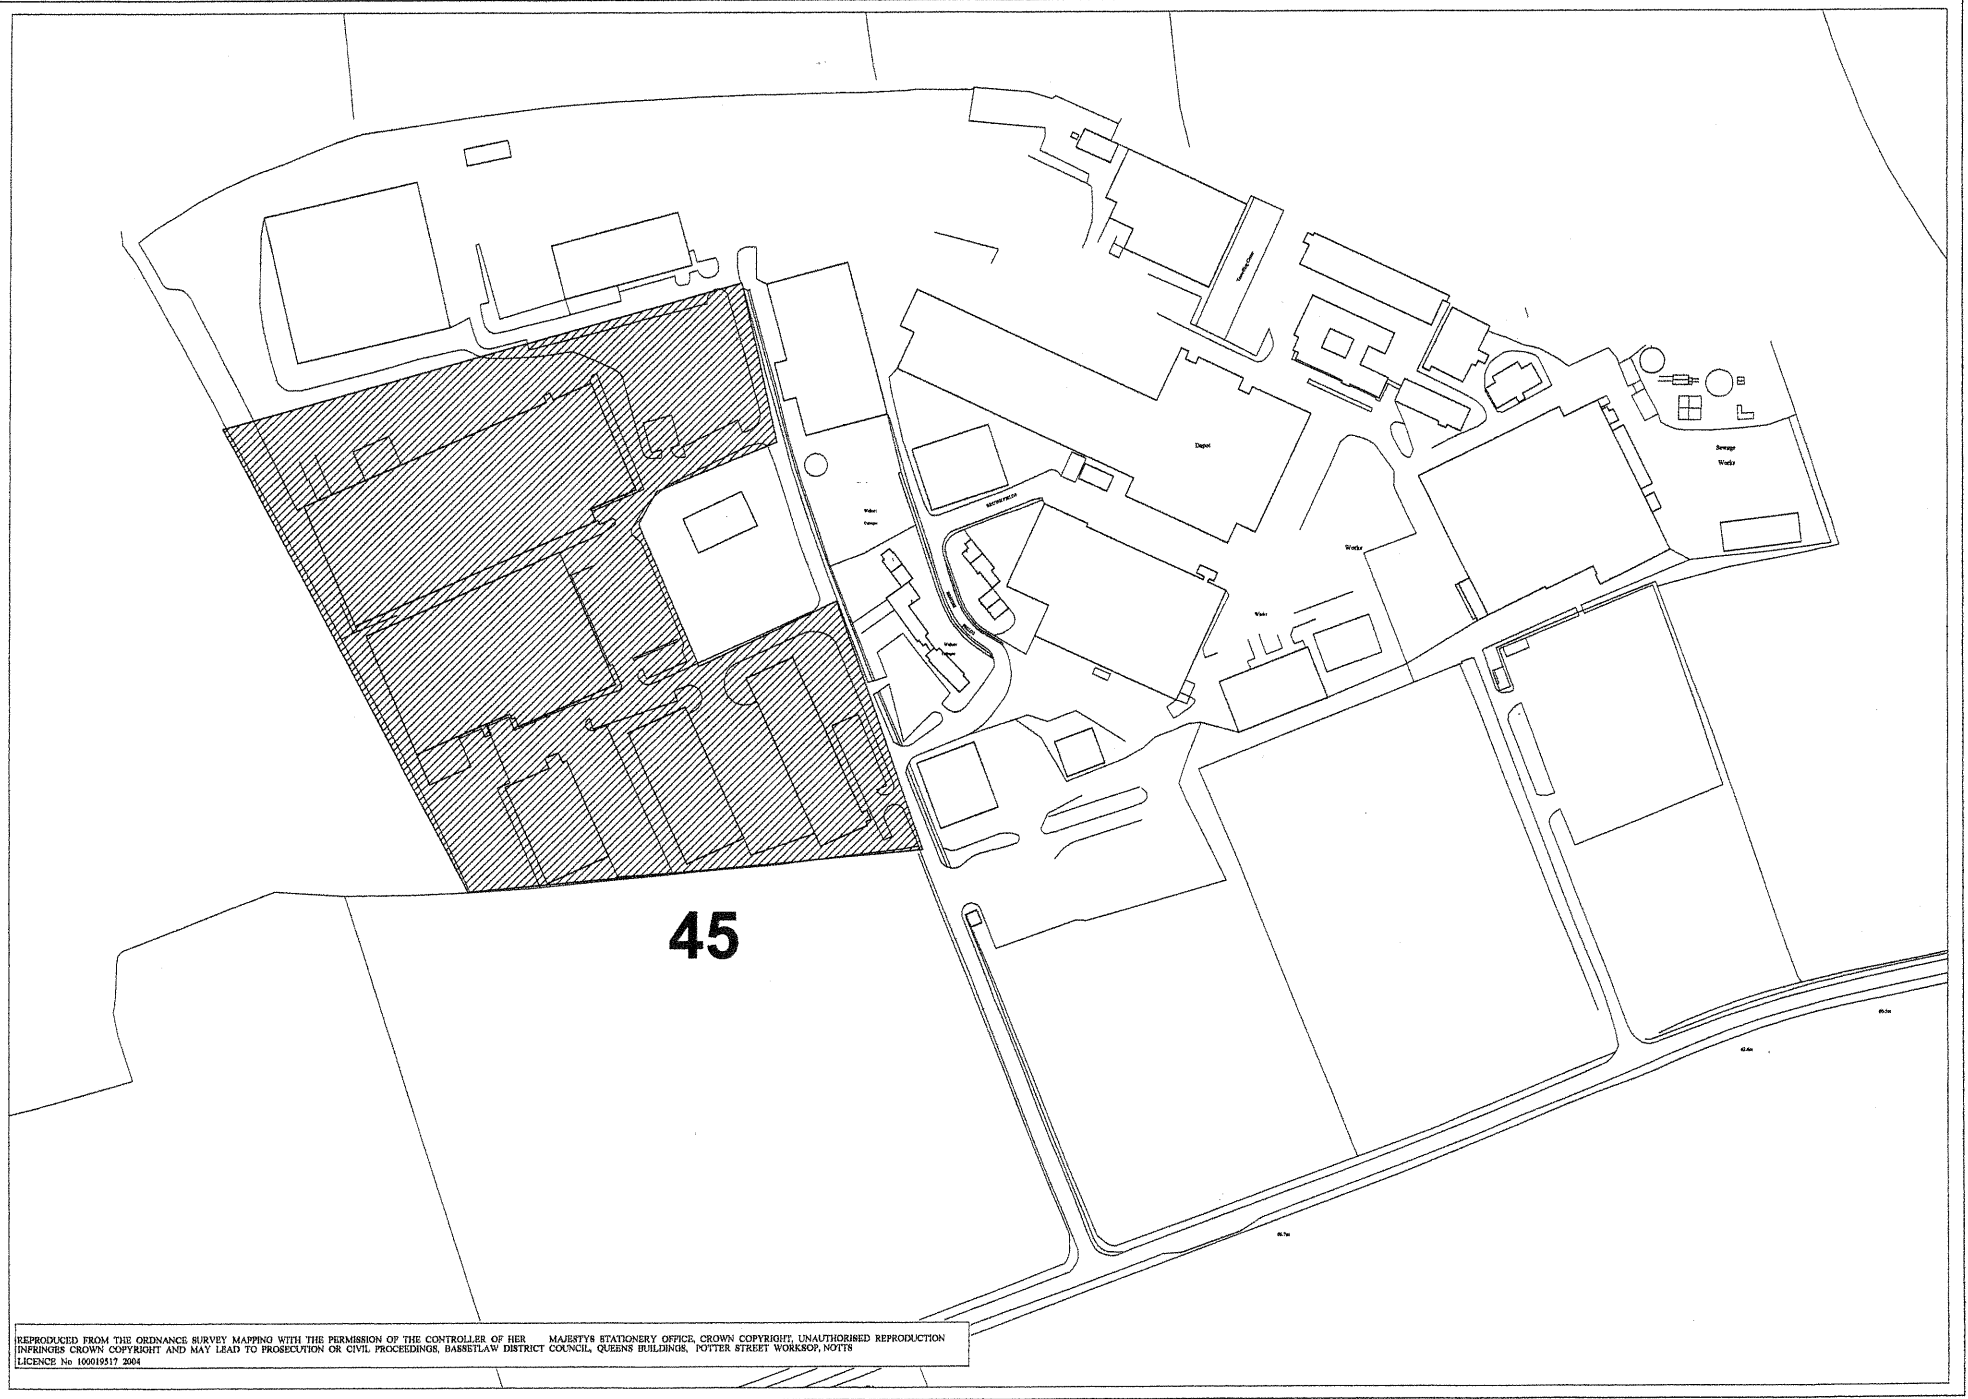 Travelling Crane
Depot
Sewage
Works
Works
Works
45
REPRODUCED FROM THE ORDNANCE SURVEY MAPPING WITH THE PERMISSION OF THE CONTROLLER OF HER MAJESTYS STATIONERY OFFICE, CROWN COPYRIGHT, UNAUTHORISED REPRODUCTION
INFRINGES CROWN COPYRIGHT AND MAY LEAD TO PROSECUTION OR CIVIL PROCEEDINGS, BASSETLAW DISTRICT COUNCIL, QUEENS BUILDINGS, POTTER STREET WORKSOP, NOTTS
LICENCE No 100019517 2004